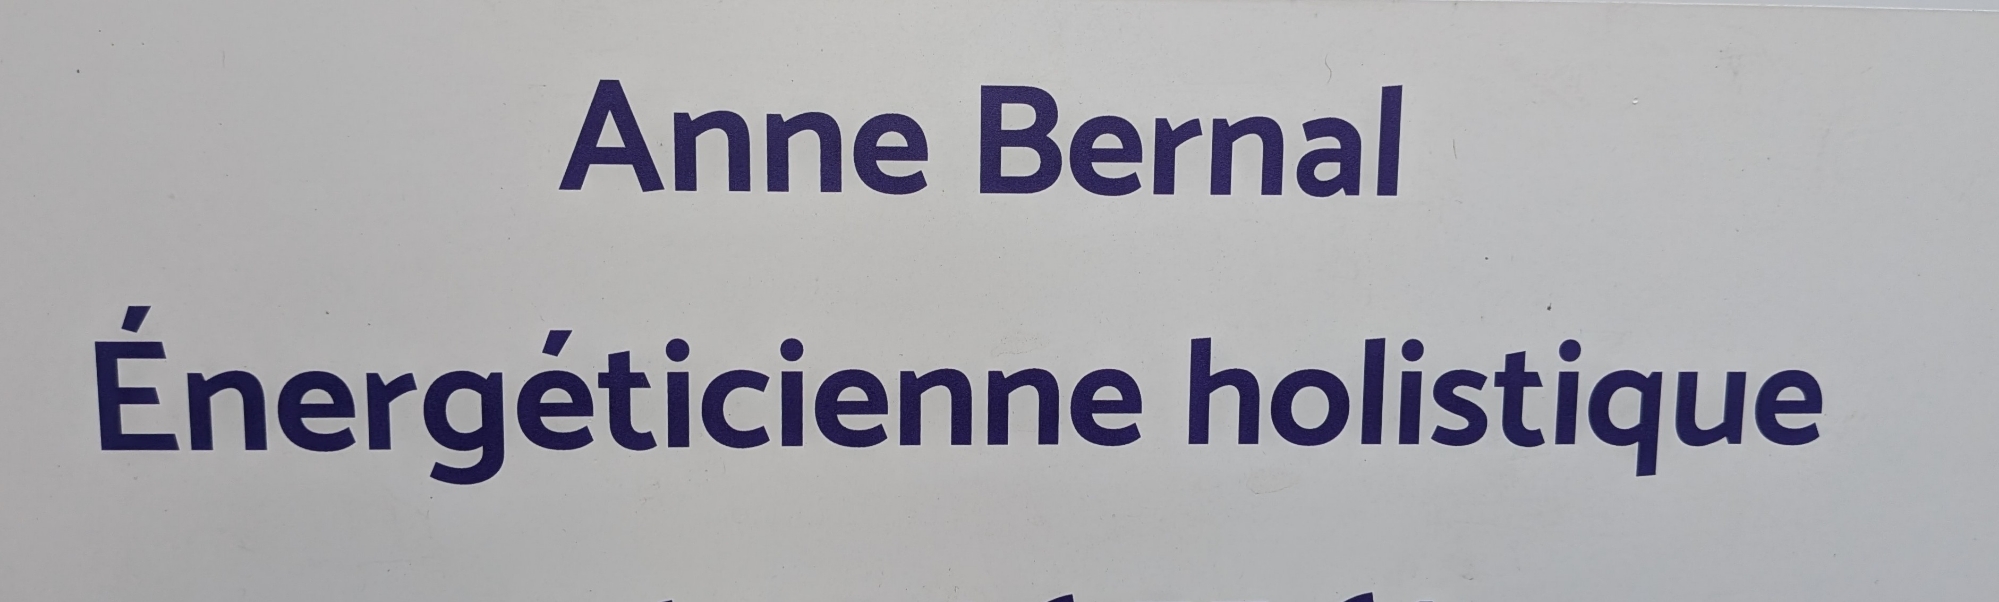 Anne Bernal
Énergéticienne holistique